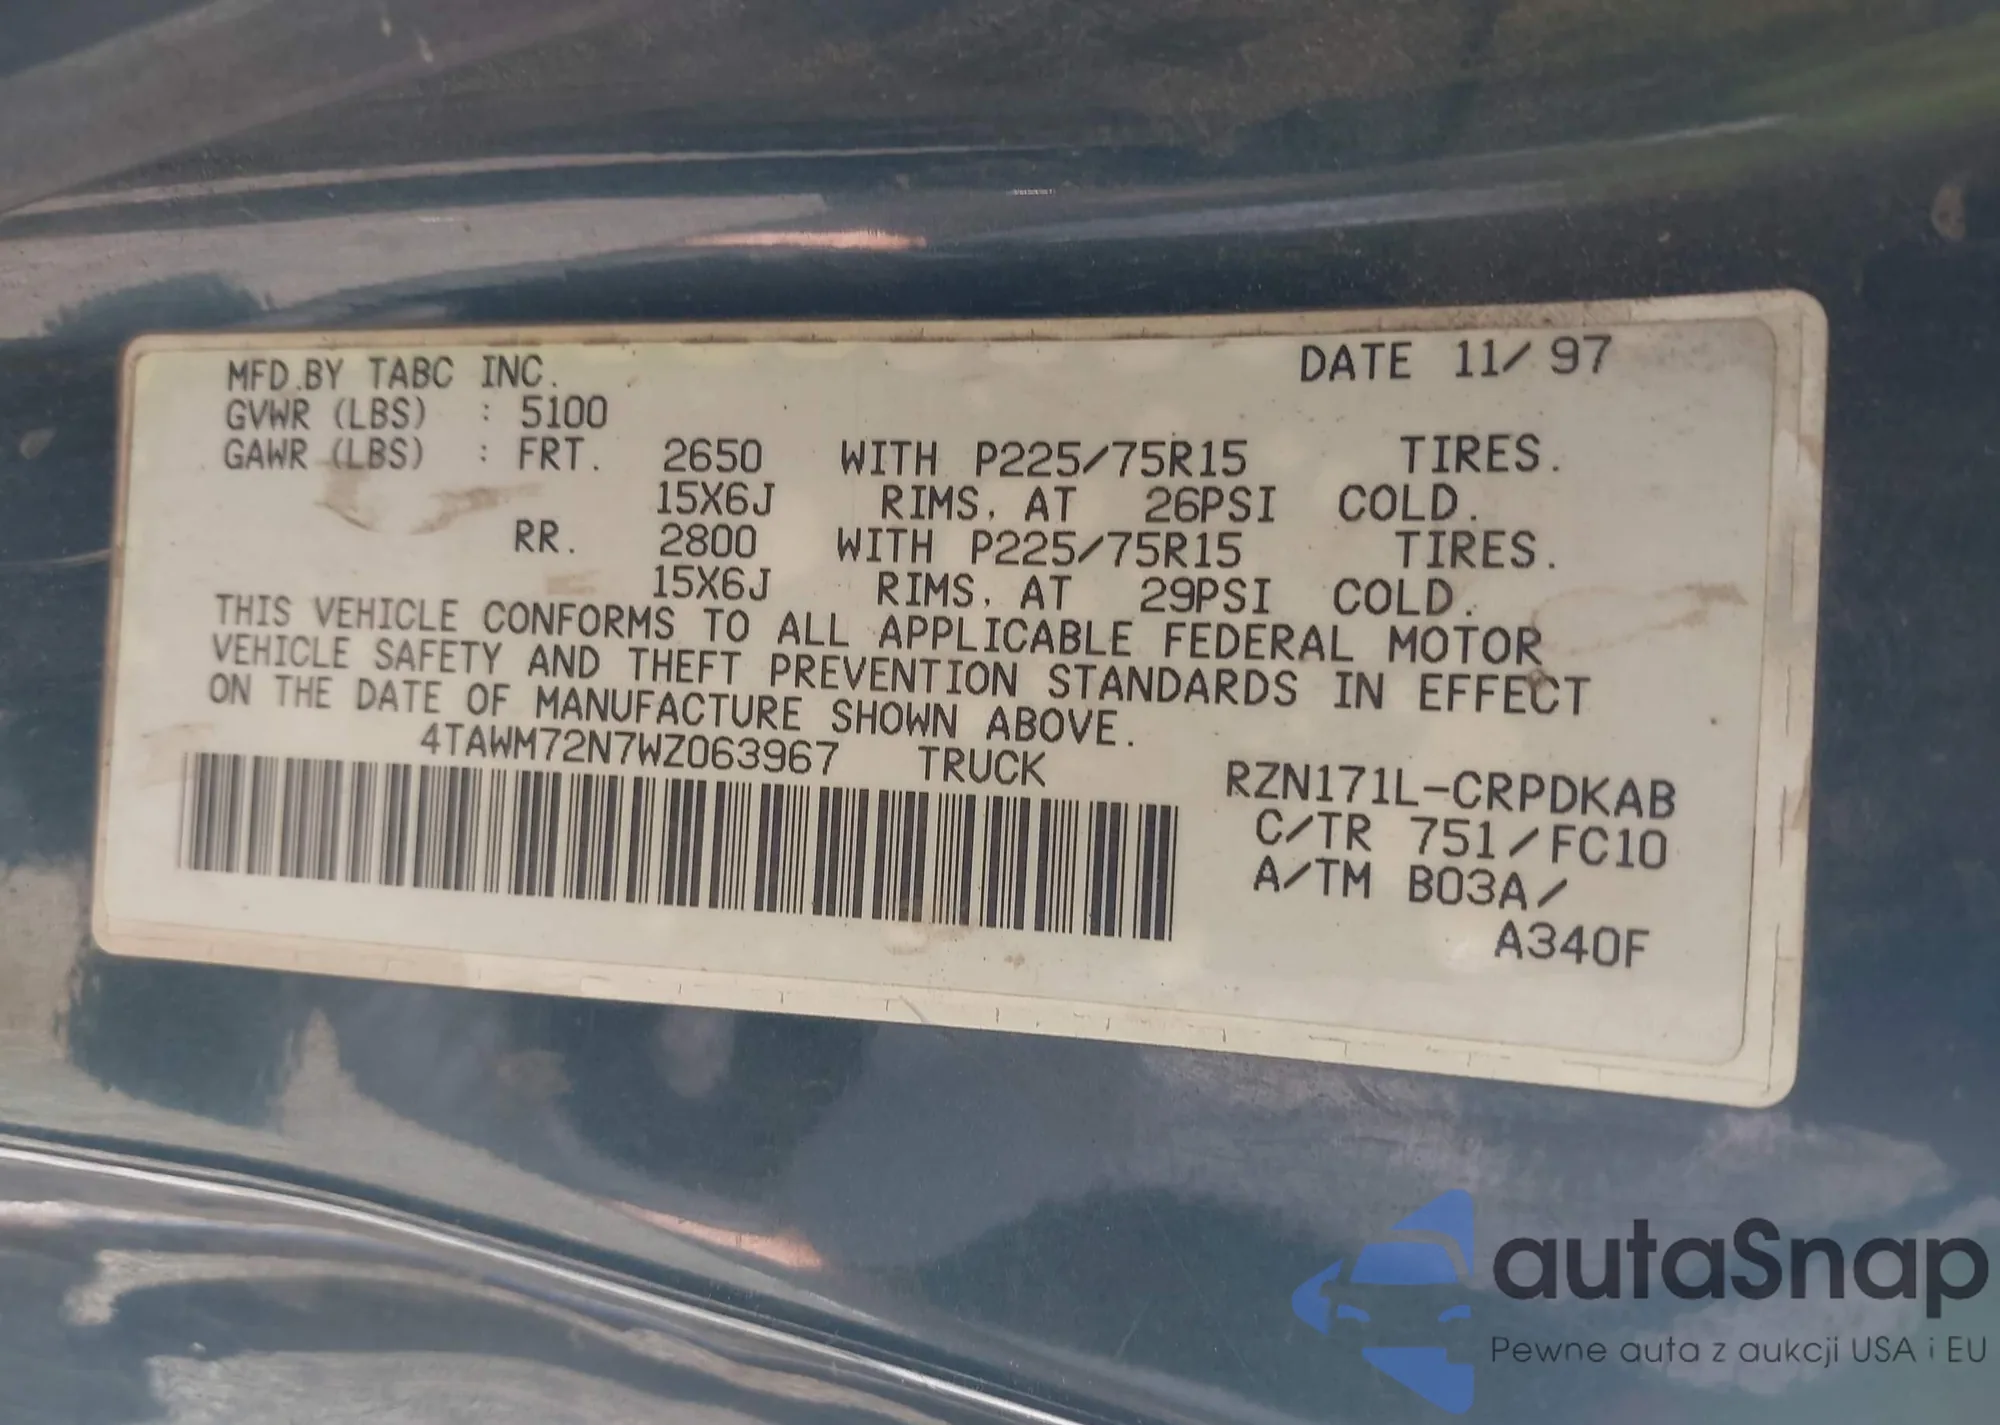 MFD.BY TABC INC. DATE 11/97
GVWR (LBS) : 5100
GAWR (LBS) : FRT. 2650 WITH P225/75R15 TIRES.
15X6J RIMS, AT 26PSI COLD.
RR. 2800 WITH P225/75R15 TIRES.
15X6J RIMS, AT 29PSI COLD.
THIS VEHICLE CONFORMS TO ALL APPLICABLE FEDERAL MOTOR
VEHICLE SAFETY AND THEFT PREVENTION STANDARDS IN EFFECT
ON THE DATE OF MANUFACTURE SHOWN ABOVE.
4TAWM72N7WZ063967 TRUCK
RZN171L-CRPDKAB
C/TR 751/FC10
A/TM B03A/
A340F
autaSnap
Pewne auta z aukcji USA i EU